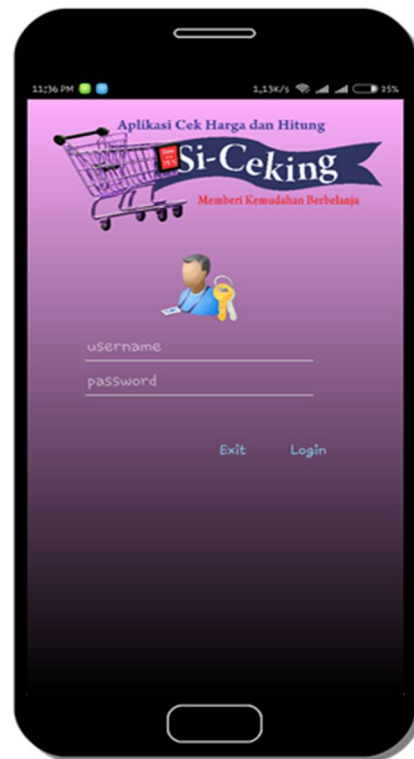 11:36 PM 1,13K/s 25%
Aplikasi Cek Harga dan Hitung
Si-Ceking
Memberi Kemudahan Berbelanja
username
password
Exit Login